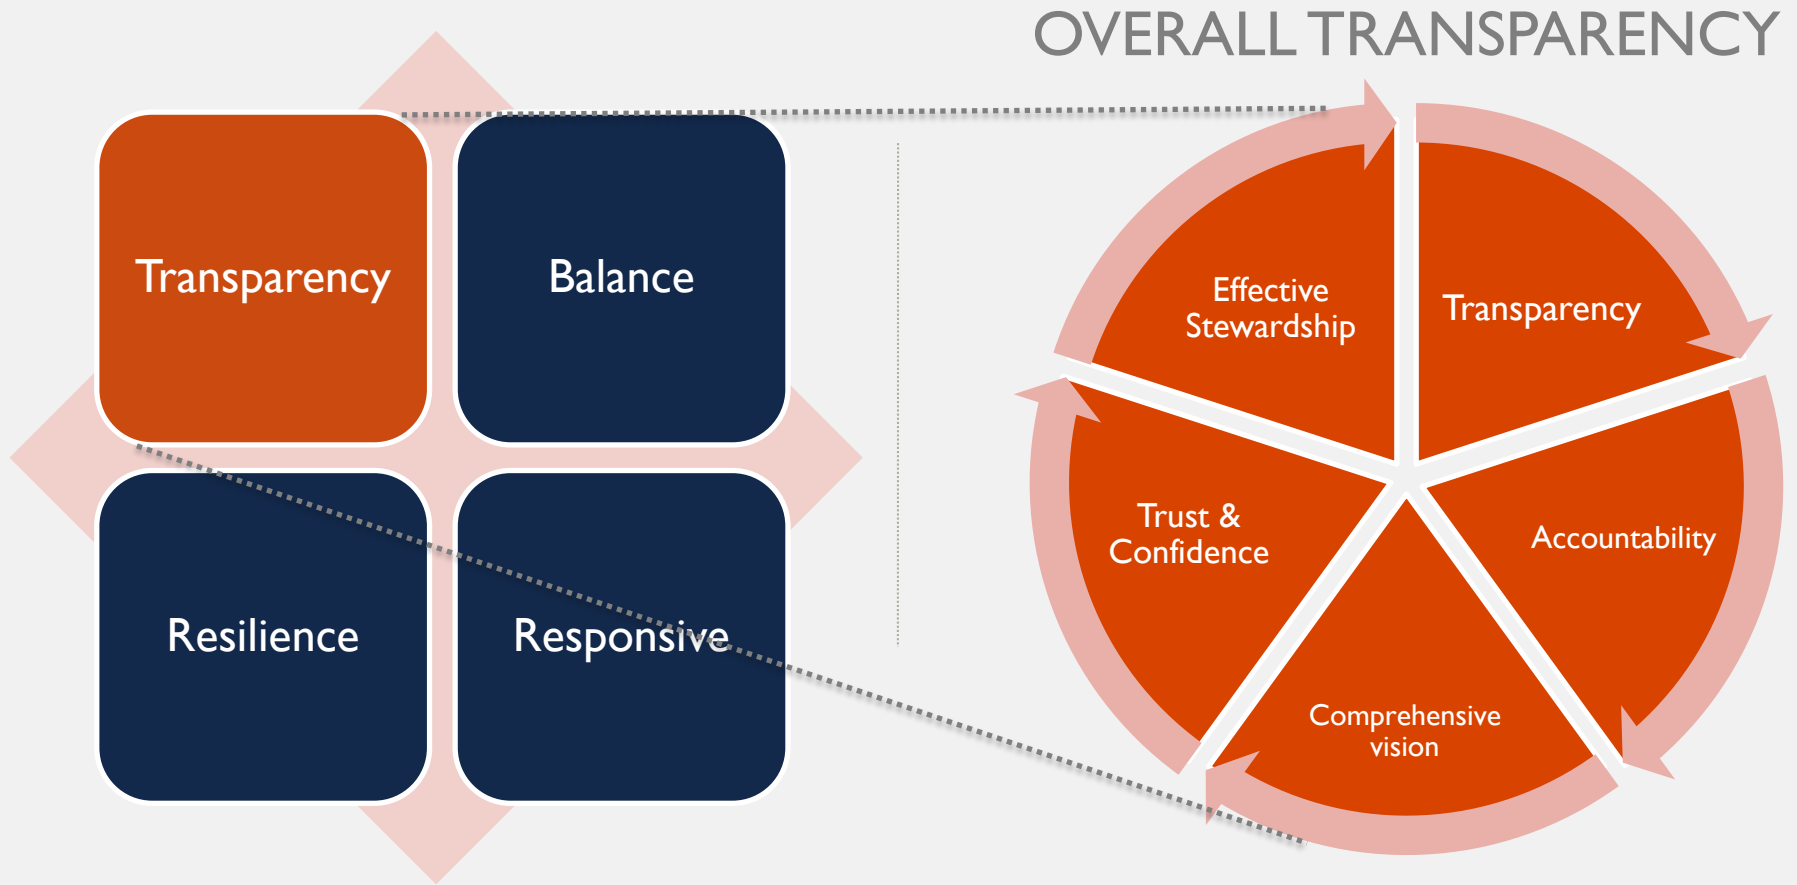 OVERALL TRANSPARENCY
Transparency
Balance
Resilience
Responsive
Effective
Stewardship
Transparency
Trust &
Confidence
Accountability
Comprehensive
vision